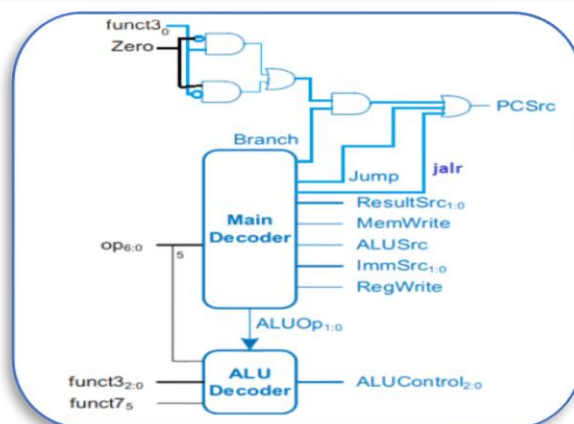 funct3₀
Zero
PCSrc
Branch
Jump
jalr
ResultSrc₁:₀
Main
Decoder
MemWrite
op₆:₀
5
ALUSrc
ImmSrc₁:₀
RegWrite
ALUOp₁:₀
ALU
Decoder
funct3₂:₀
ALUControl₂:₀
funct7₅